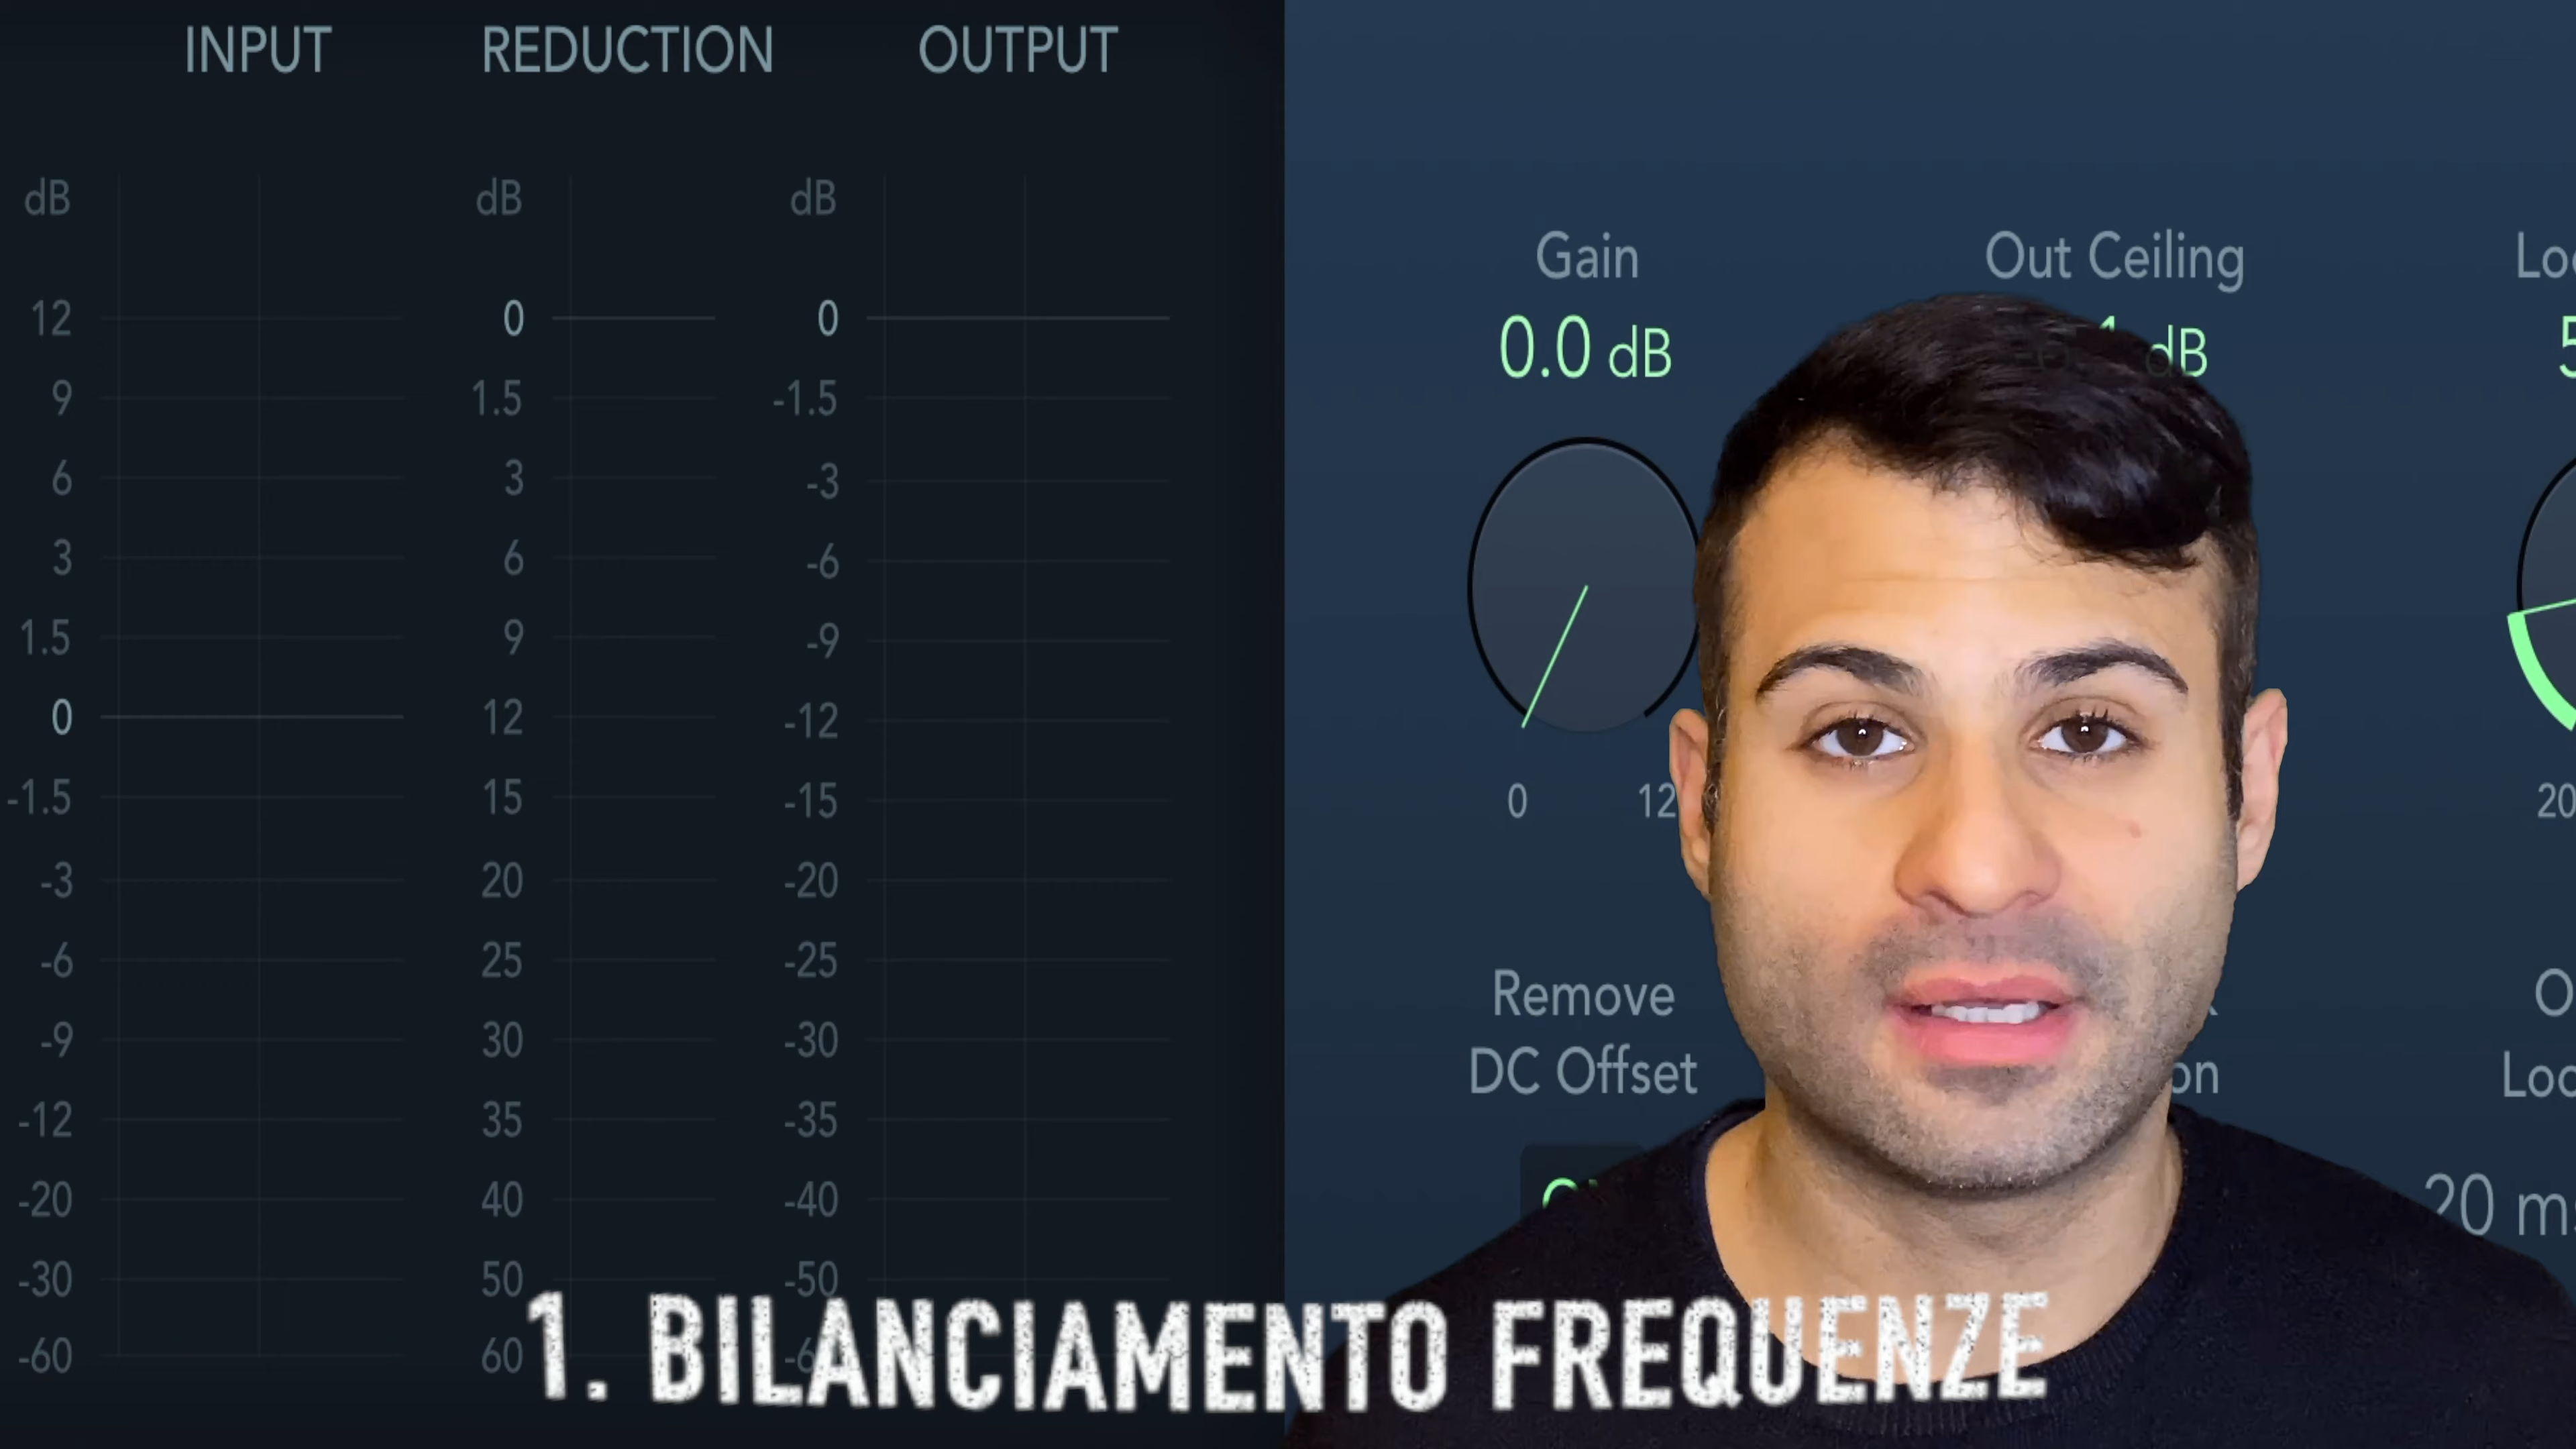 INPUT REDUCTION OUTPUT
dB dB dB
Gain Out Ceiling
0.0 dB dB
12 0 0
9 1.5 -1.5
6 3 -3
3 6 -6
1.5 9 -9
0 12 -12
-1.5 15 -15
0 12
20
-3 20 -20
-6 25 -25
Remove
-9 30 -30
DC Offset
-12 35 -35
-20 40 -40
20 ms
-30 50 -50
-60 60
1. BILANCIAMENTO FREQUENZE